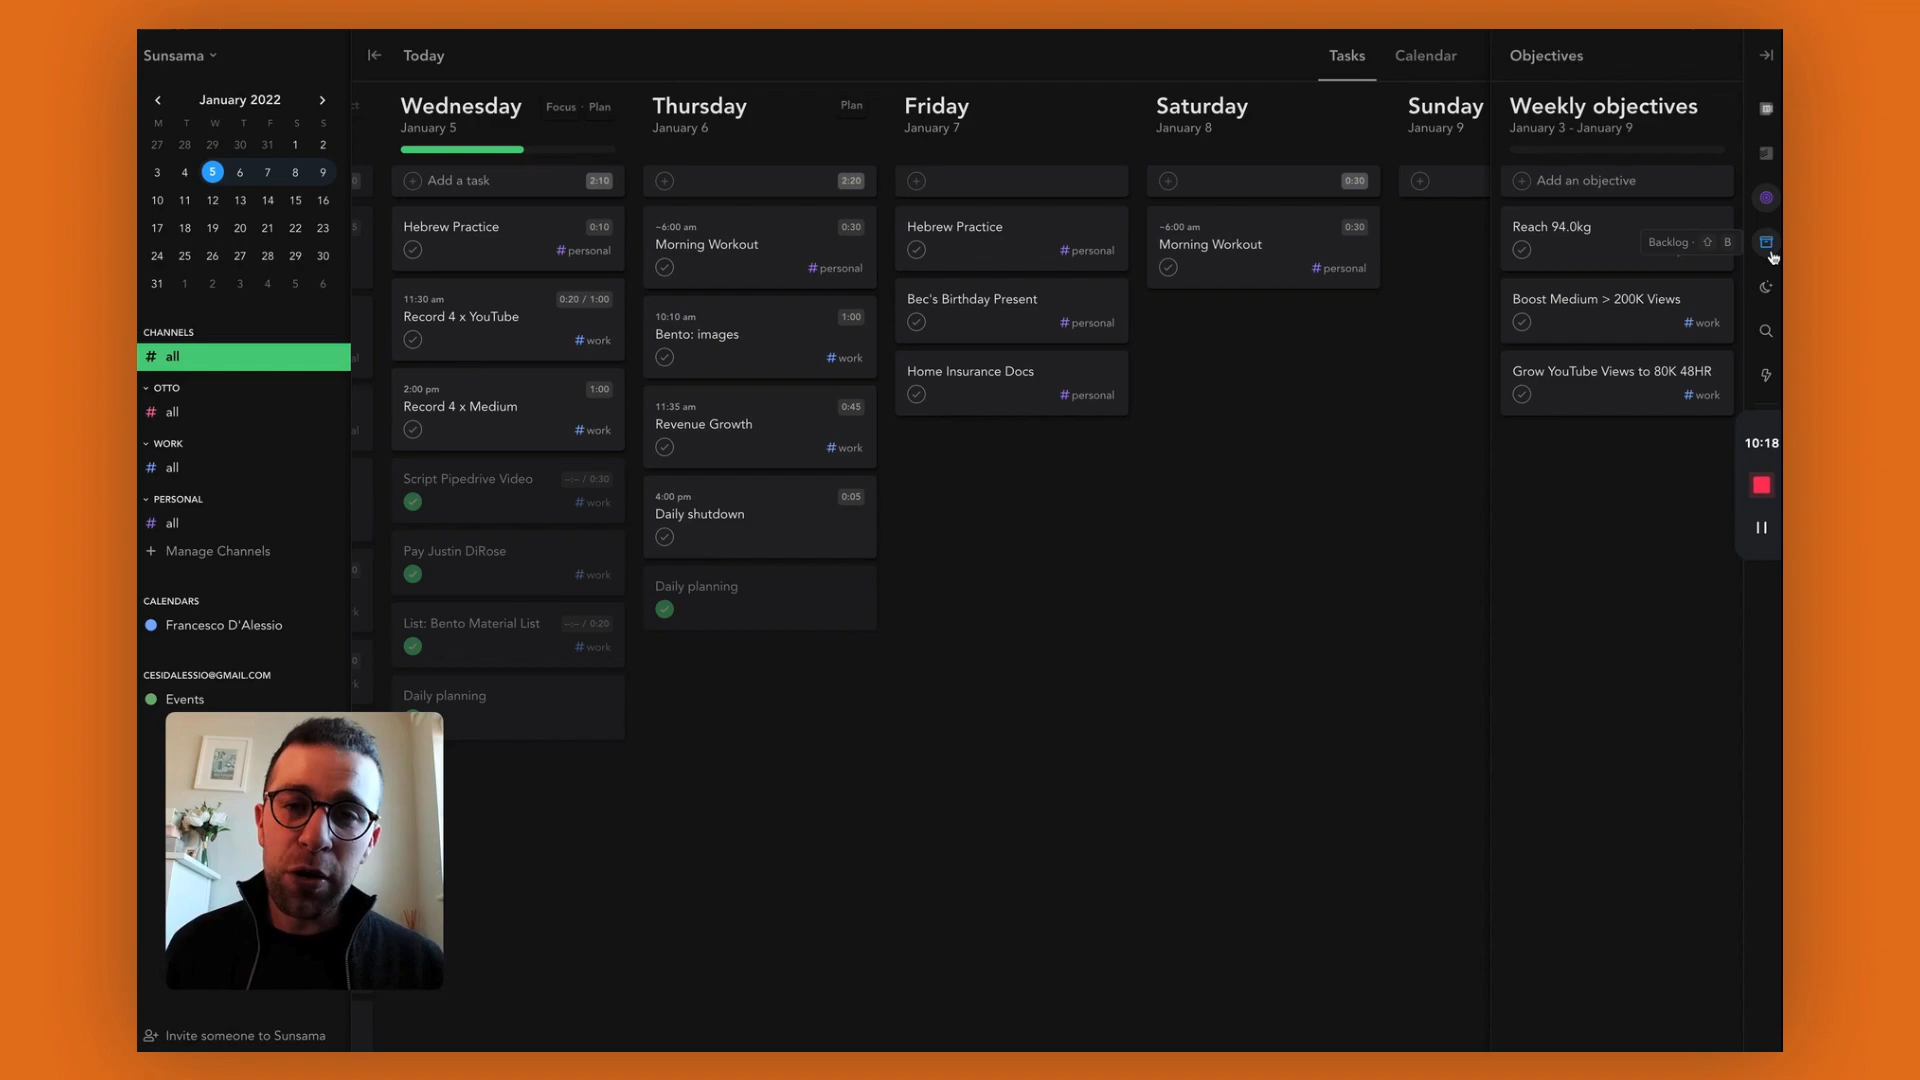 Sunsama
January 2022
M T W T F S S
27 28 29 30 31 1 2
3 4 5 6 7 8 9
10 11 12 13 14 15 16
17 18 19 20 21 22 23
24 25 26 27 28 29 30
31 1 2 3 4 5 6
CHANNELS
# all
OTTO
# all
WORK
# all
PERSONAL
# all
+ Manage Channels
CALENDARS
Francesco D'Alessio
CESIDALESSIO@GMAIL.COM
Events
Invite someone to Sunsama
Today
Tasks
Calendar
Wednesday
Focus · Plan
January 5
Add a task 2:10
Hebrew Practice 0:10
#personal
11:30 am 0:20 / 1:00
Record 4 x YouTube
#work
2:00 pm 1:00
Record 4 x Medium
#work
Script Pipedrive Video --:-- / 0:30
#work
Pay Justin DiRose
#work
List: Bento Material List --:-- / 0:20
#work
Daily planning
Thursday
Plan
January 6
2:20
~6:00 am 0:30
Morning Workout
#personal
10:10 am 1:00
Bento: images
#work
11:35 am 0:45
Revenue Growth
#work
4:00 pm 0:05
Daily shutdown
Daily planning
Friday
January 7
Hebrew Practice
#personal
Bec's Birthday Present
#personal
Home Insurance Docs
#personal
Saturday
January 8
0:30
~6:00 am 0:30
Morning Workout
#personal
Sunday
January 9
Objectives
Weekly objectives
January 3 - January 9
Add an objective
Reach 94.0kg
Backlog · ⇧ B
Boost Medium > 200K Views
#work
Grow YouTube Views to 80K 48HR
#work
10:18